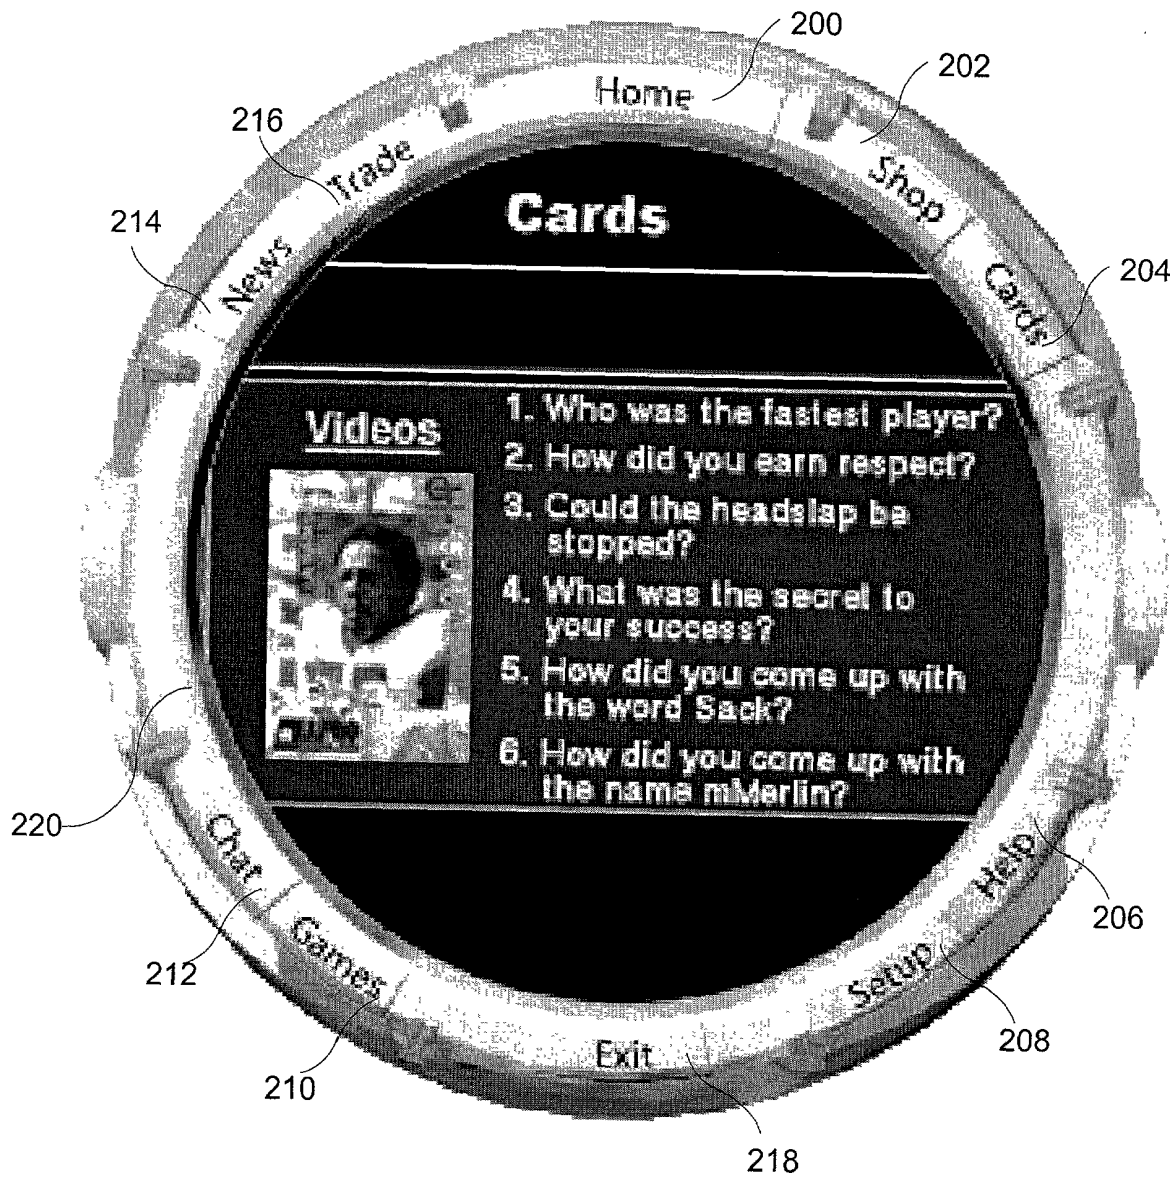 200
Home
202
216
Trade
Shop
Cards
214
News
204
Cards
Videos
1. Who was the fastest player?
2. How did you earn respect?
3. Could the headslap be
stopped?
4. What was the secret to
your success?
5. How did you come up with
the word Sack?
6. How did you come up with
the name mMerlin?
220
Chat
Help
206
212
Games
Setup
208
210
Exit
218